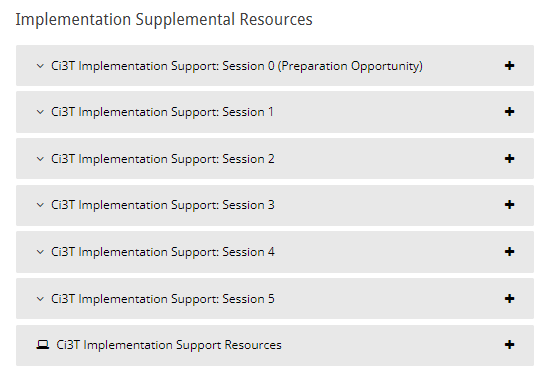 Implementation Supplemental Resources
Ci3T Implementation Support: Session 0 (Preparation Opportunity)
Ci3T Implementation Support: Session 1
Ci3T Implementation Support: Session 2
Ci3T Implementation Support: Session 3
Ci3T Implementation Support: Session 4
Ci3T Implementation Support: Session 5
Ci3T Implementation Support Resources